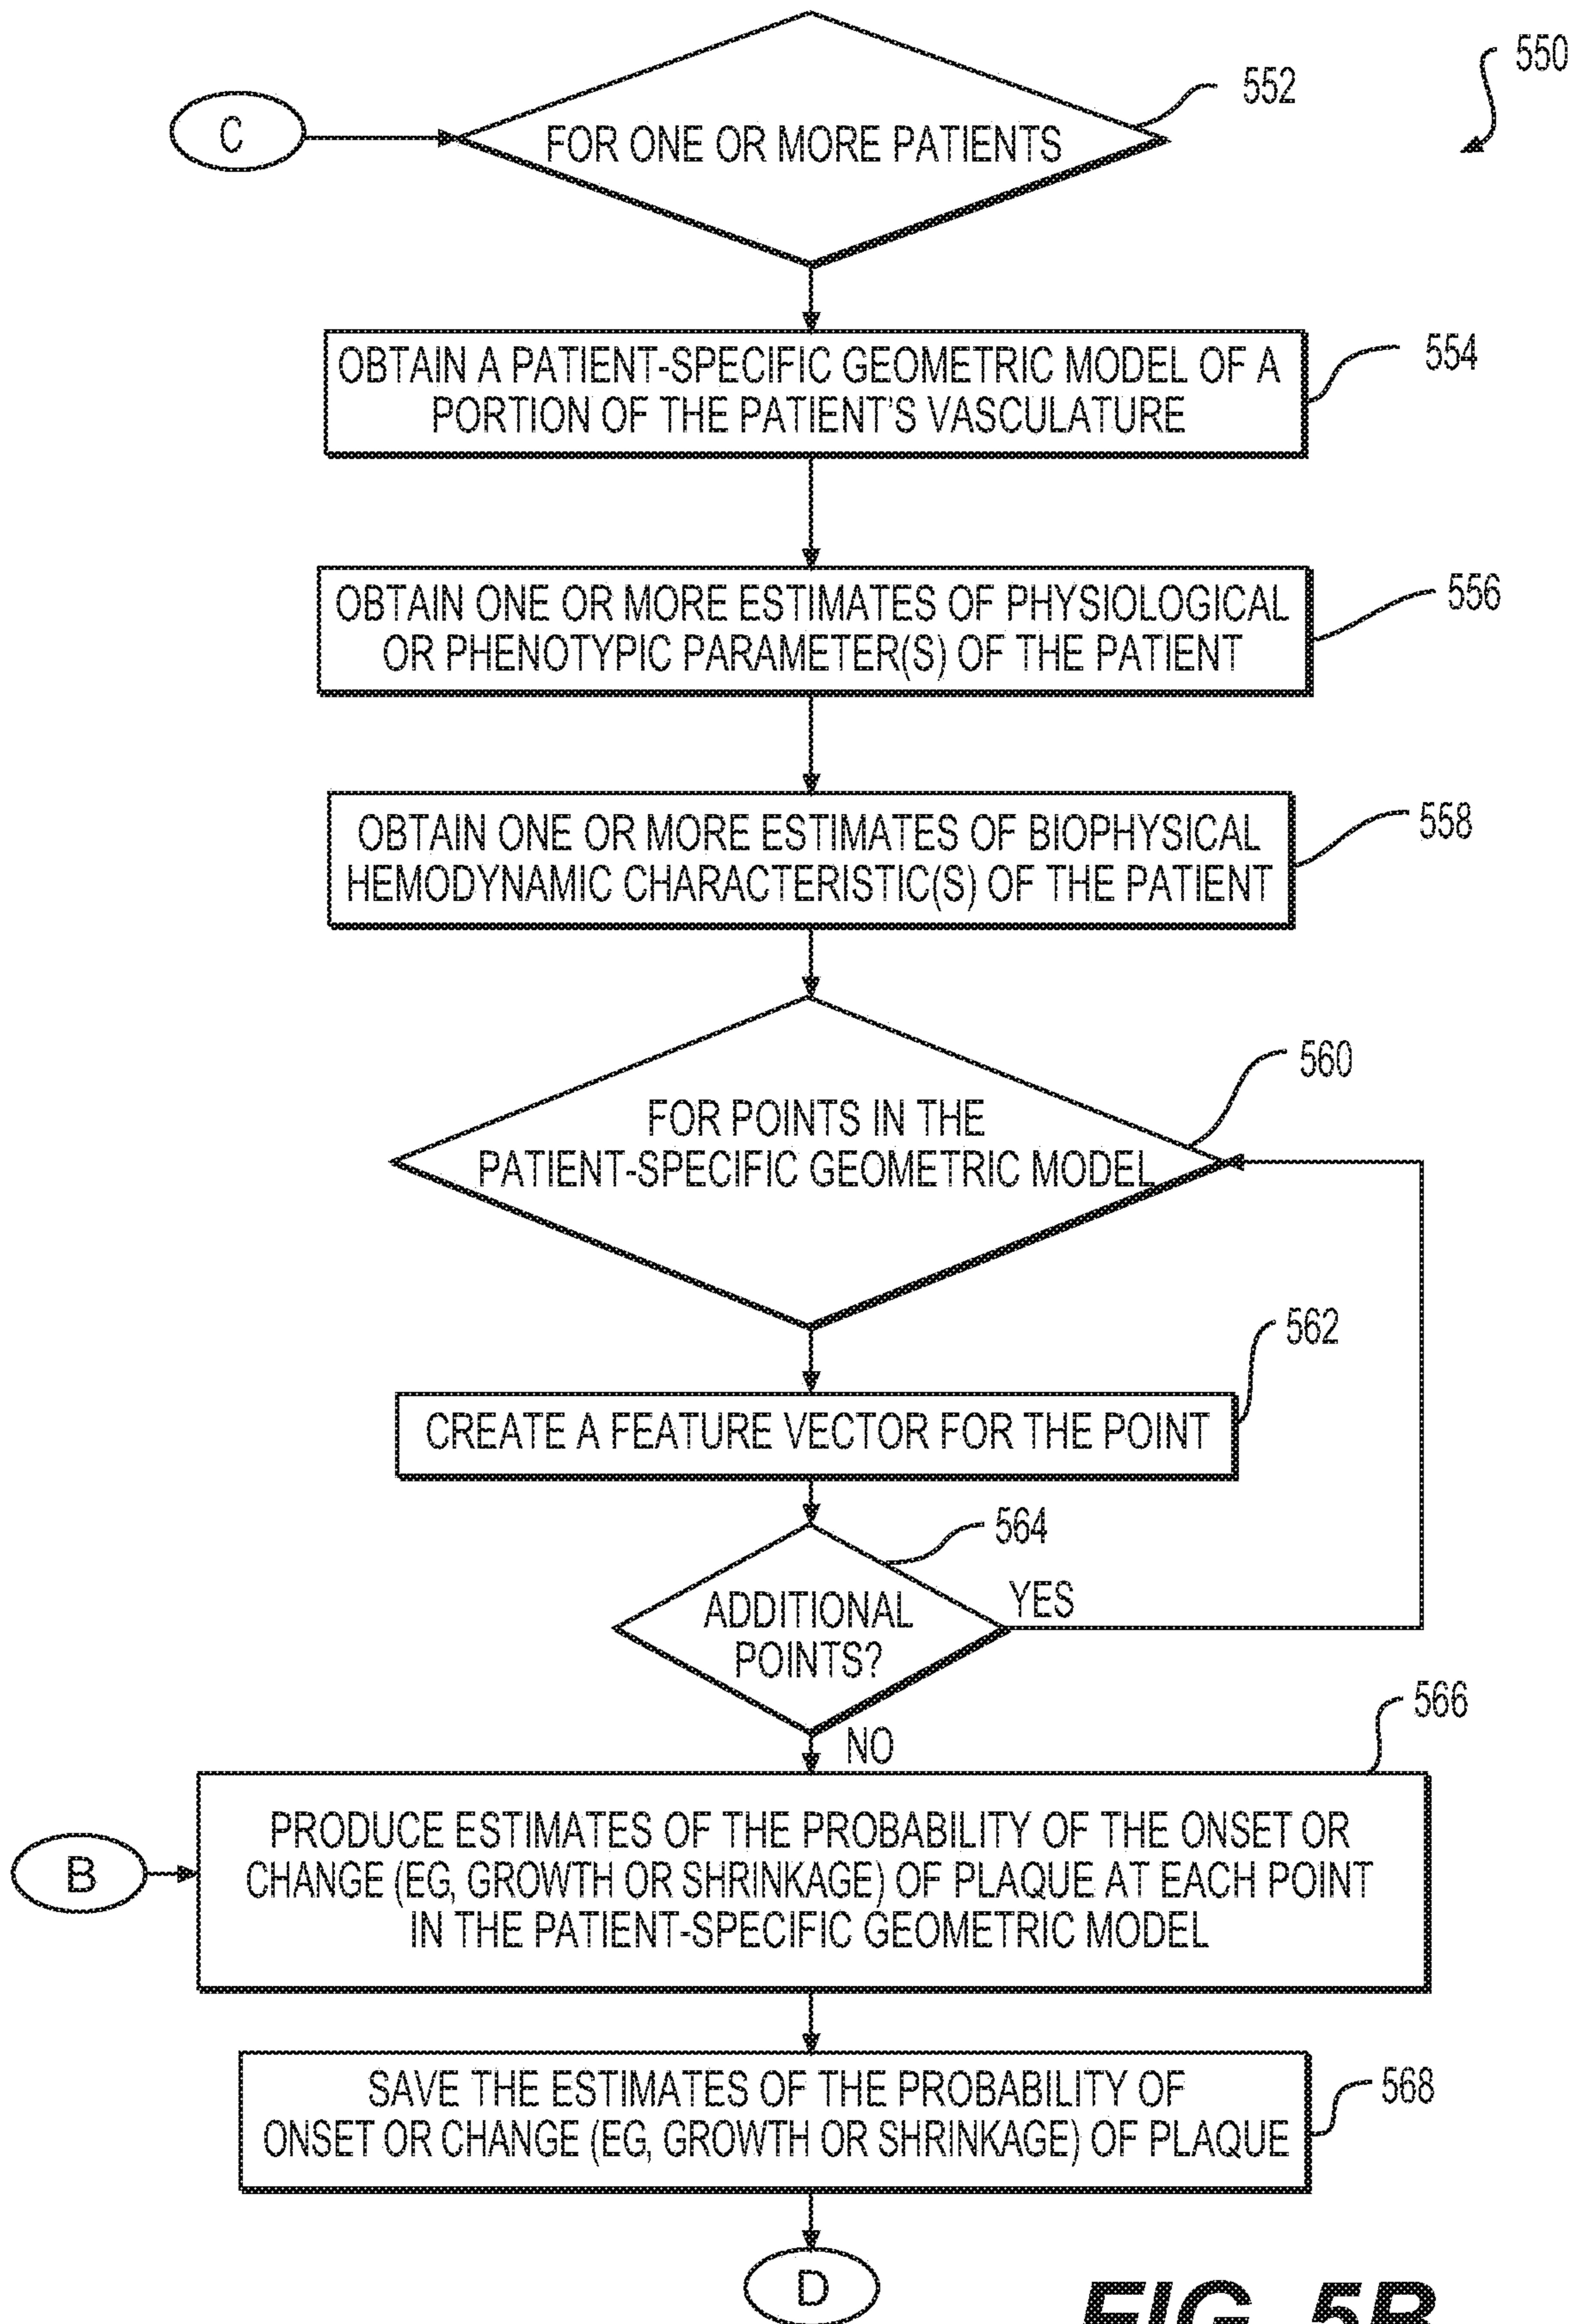 550
552
C
FOR ONE OR MORE PATIENTS
554
OBTAIN A PATIENT-SPECIFIC GEOMETRIC MODEL OF A
PORTION OF THE PATIENT'S VASCULATURE
556
OBTAIN ONE OR MORE ESTIMATES OF PHYSIOLOGICAL
OR PHENOTYPIC PARAMETER(S) OF THE PATIENT
558
OBTAIN ONE OR MORE ESTIMATES OF BIOPHYSICAL
HEMODYNAMIC CHARACTERISTIC(S) OF THE PATIENT
560
FOR POINTS IN THE
PATIENT-SPECIFIC GEOMETRIC MODEL
562
CREATE A FEATURE VECTOR FOR THE POINT
564
ADDITIONAL
POINTS?
YES
NO
566
B
PRODUCE ESTIMATES OF THE PROBABILITY OF THE ONSET OR
CHANGE (EG, GROWTH OR SHRINKAGE) OF PLAQUE AT EACH POINT
IN THE PATIENT-SPECIFIC GEOMETRIC MODEL
568
SAVE THE ESTIMATES OF THE PROBABILITY OF
ONSET OR CHANGE (EG, GROWTH OR SHRINKAGE) OF PLAQUE
D
FIG. 5B